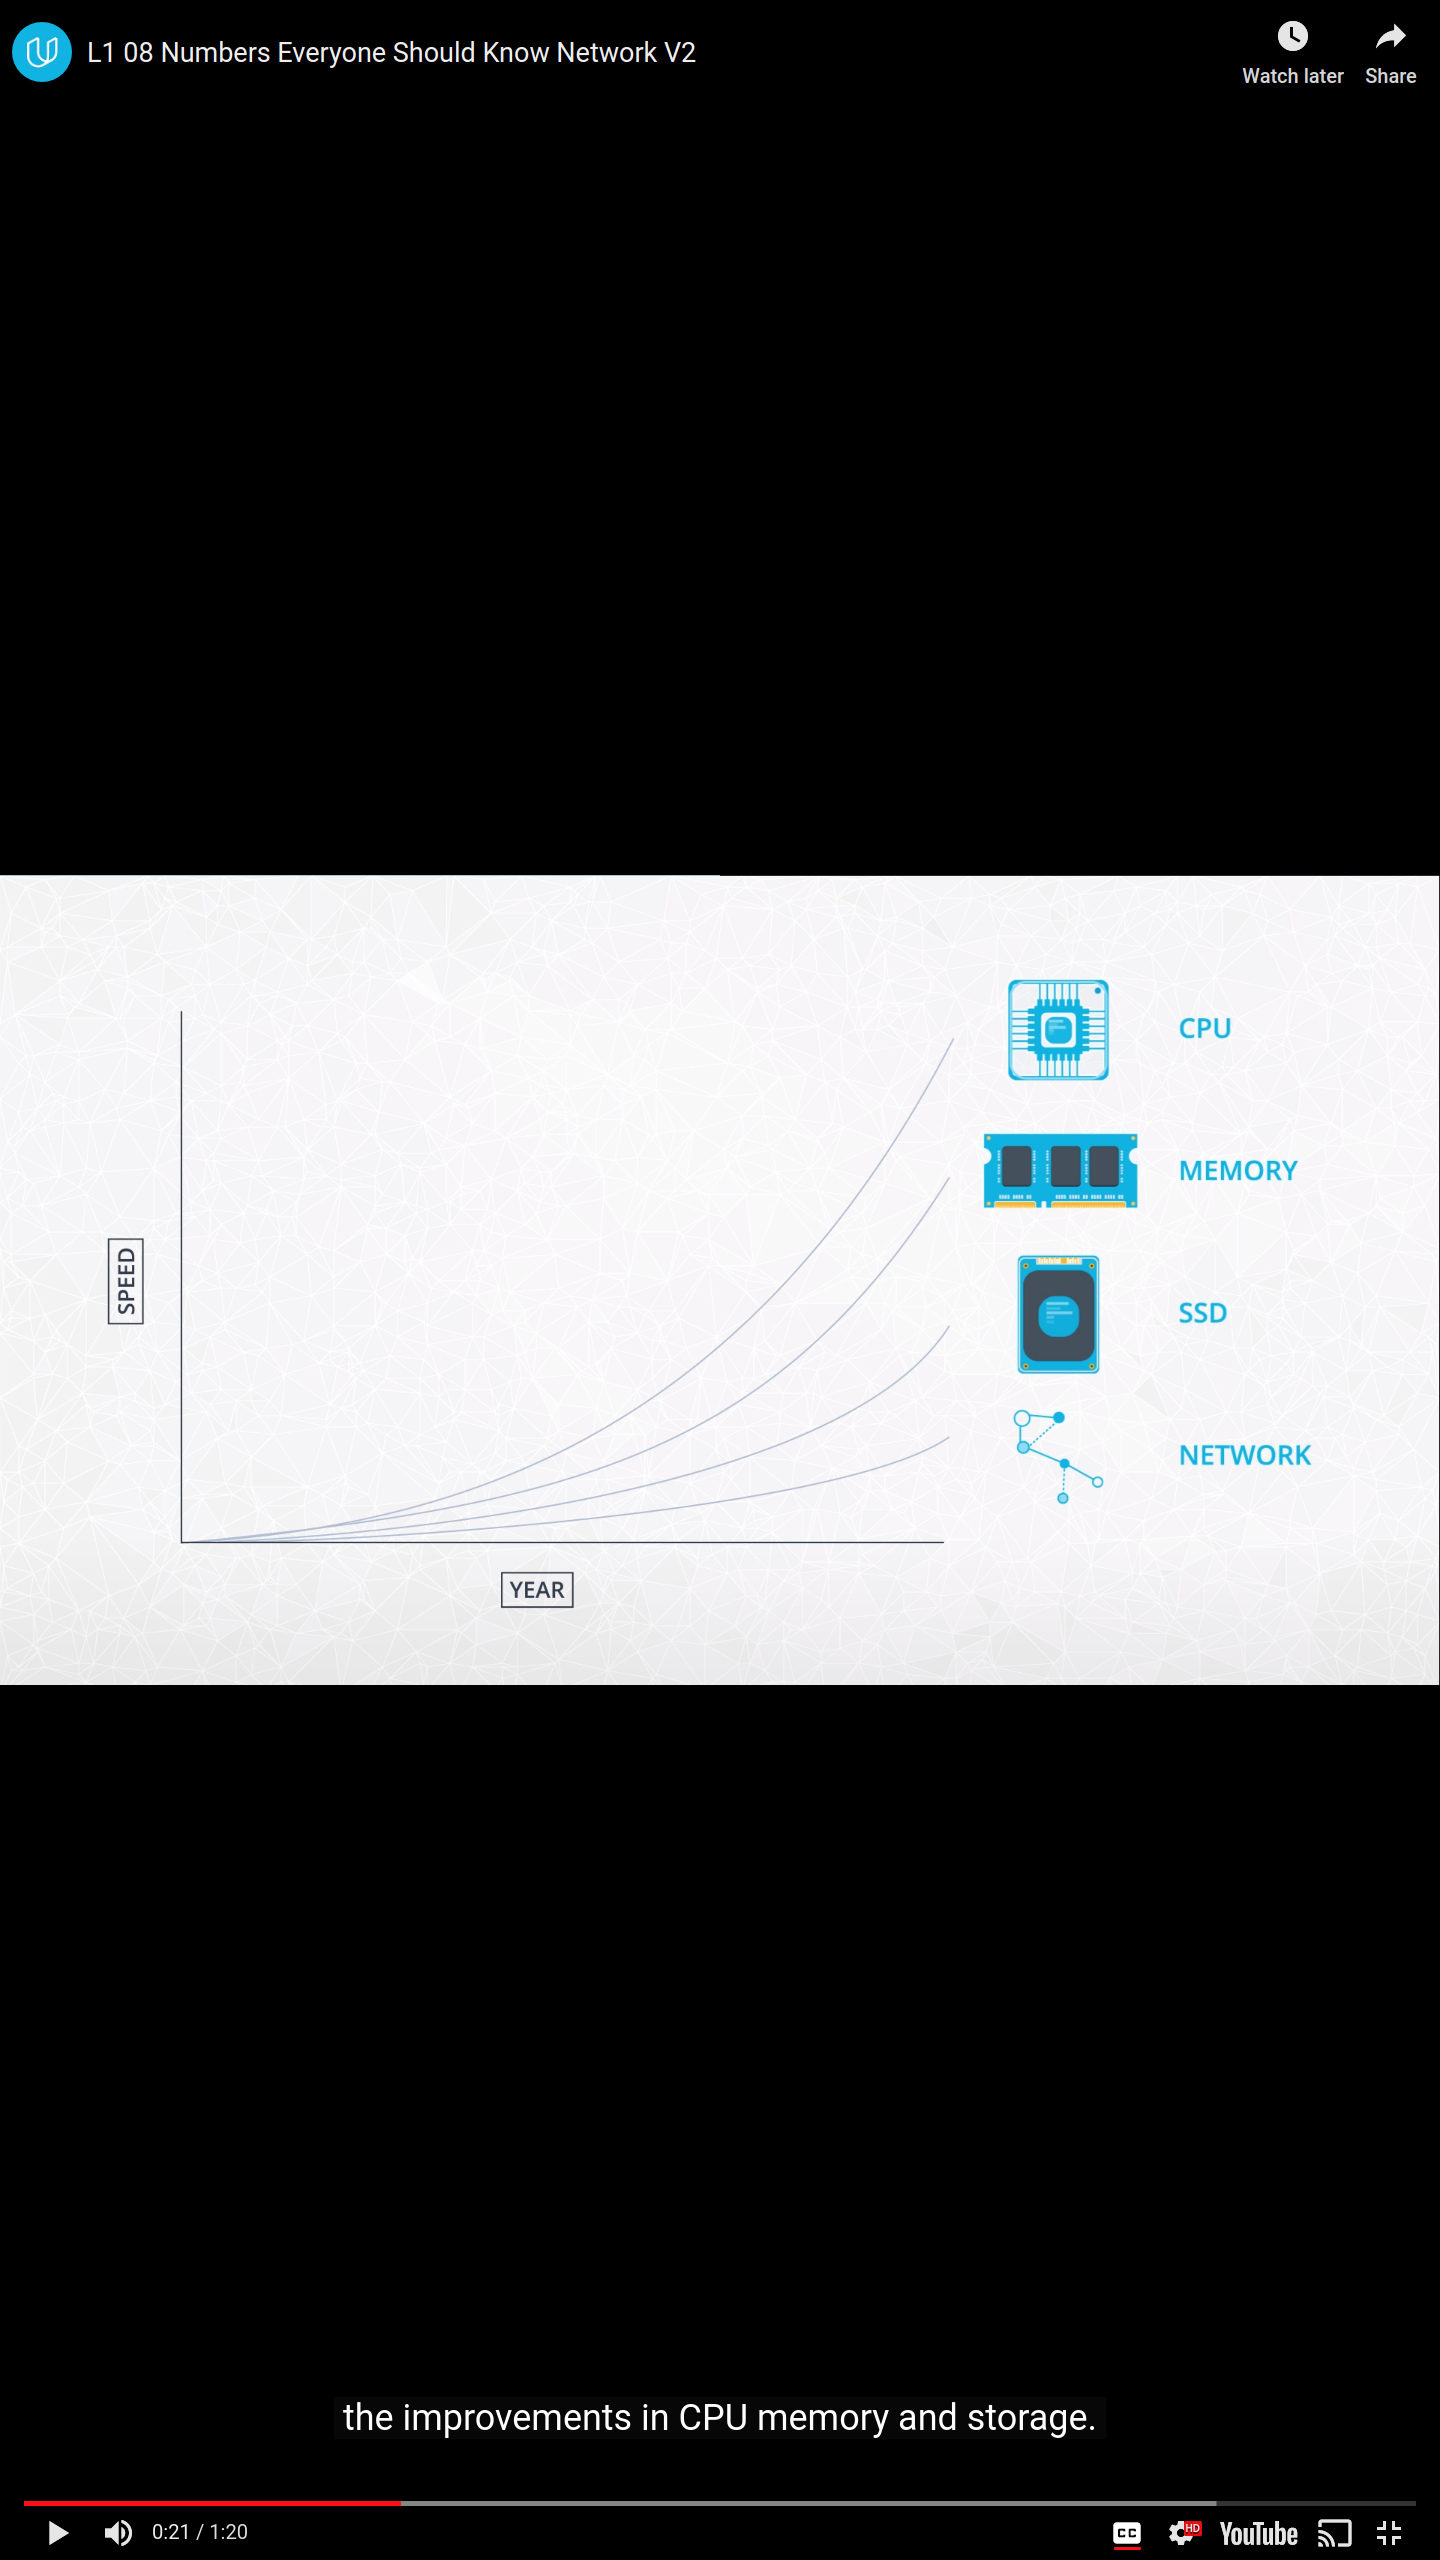 L1 08 Numbers Everyone Should Know Network V2
Watch later
Share
CPU
MEMORY
SSD
NETWORK
SPEED
YEAR
the improvements in CPU memory and storage.
0:21 / 1:20
CC
HD
YouTube